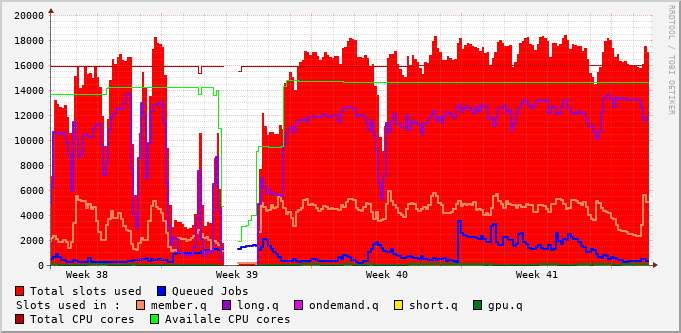 20000
18000
16000
14000
12000
10000
8000
6000
4000
2000
0
Week 38 Week 39 Week 40 Week 41
RRDTOOL / TOBI OETIKER
Total slots used Queued Jobs
Slots used in : member.q long.q ondemand.q short.q gpu.q
Total CPU cores Availale CPU cores